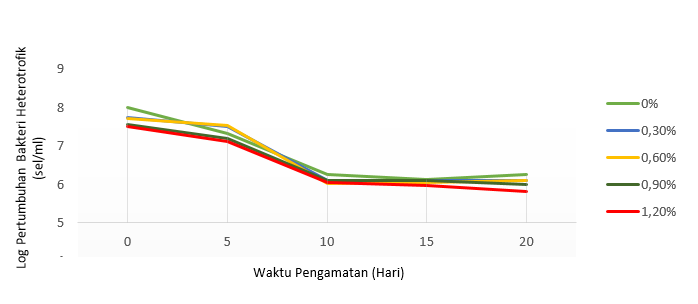 Log Pertumbuhan Bakteri Heterotrofik
(sel/ml)
9
8
7
6
5
-
0 5 10 15 20
Waktu Pengamatan (Hari)
0%
0,30%
0,60%
0,90%
1,20%